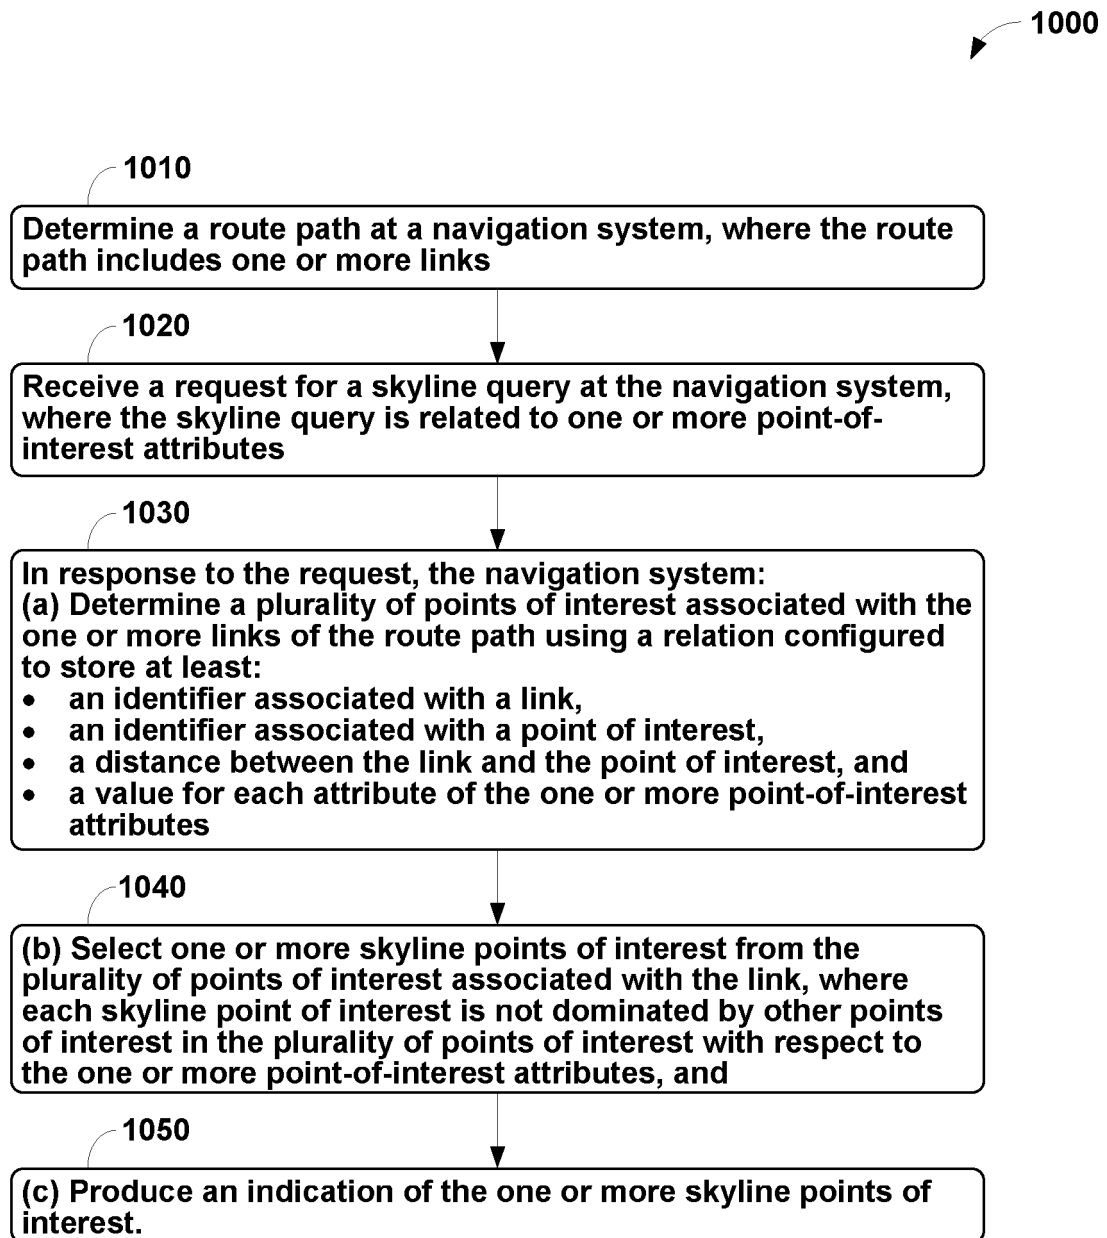 1000
1010
Determine a route path at a navigation system, where the route
path includes one or more links
1020
Receive a request for a skyline query at the navigation system,
where the skyline query is related to one or more point-of-
interest attributes
1030
In response to the request, the navigation system:
(a) Determine a plurality of points of interest associated with the
one or more links of the route path using a relation configured
to store at least:
• an identifier associated with a link,
• an identifier associated with a point of interest,
• a distance between the link and the point of interest, and
• a value for each attribute of the one or more point-of-interest
attributes
1040
(b) Select one or more skyline points of interest from the
plurality of points of interest associated with the link, where
each skyline point of interest is not dominated by other points
of interest in the plurality of points of interest with respect to
the one or more point-of-interest attributes, and
1050
(c) Produce an indication of the one or more skyline points of
interest.